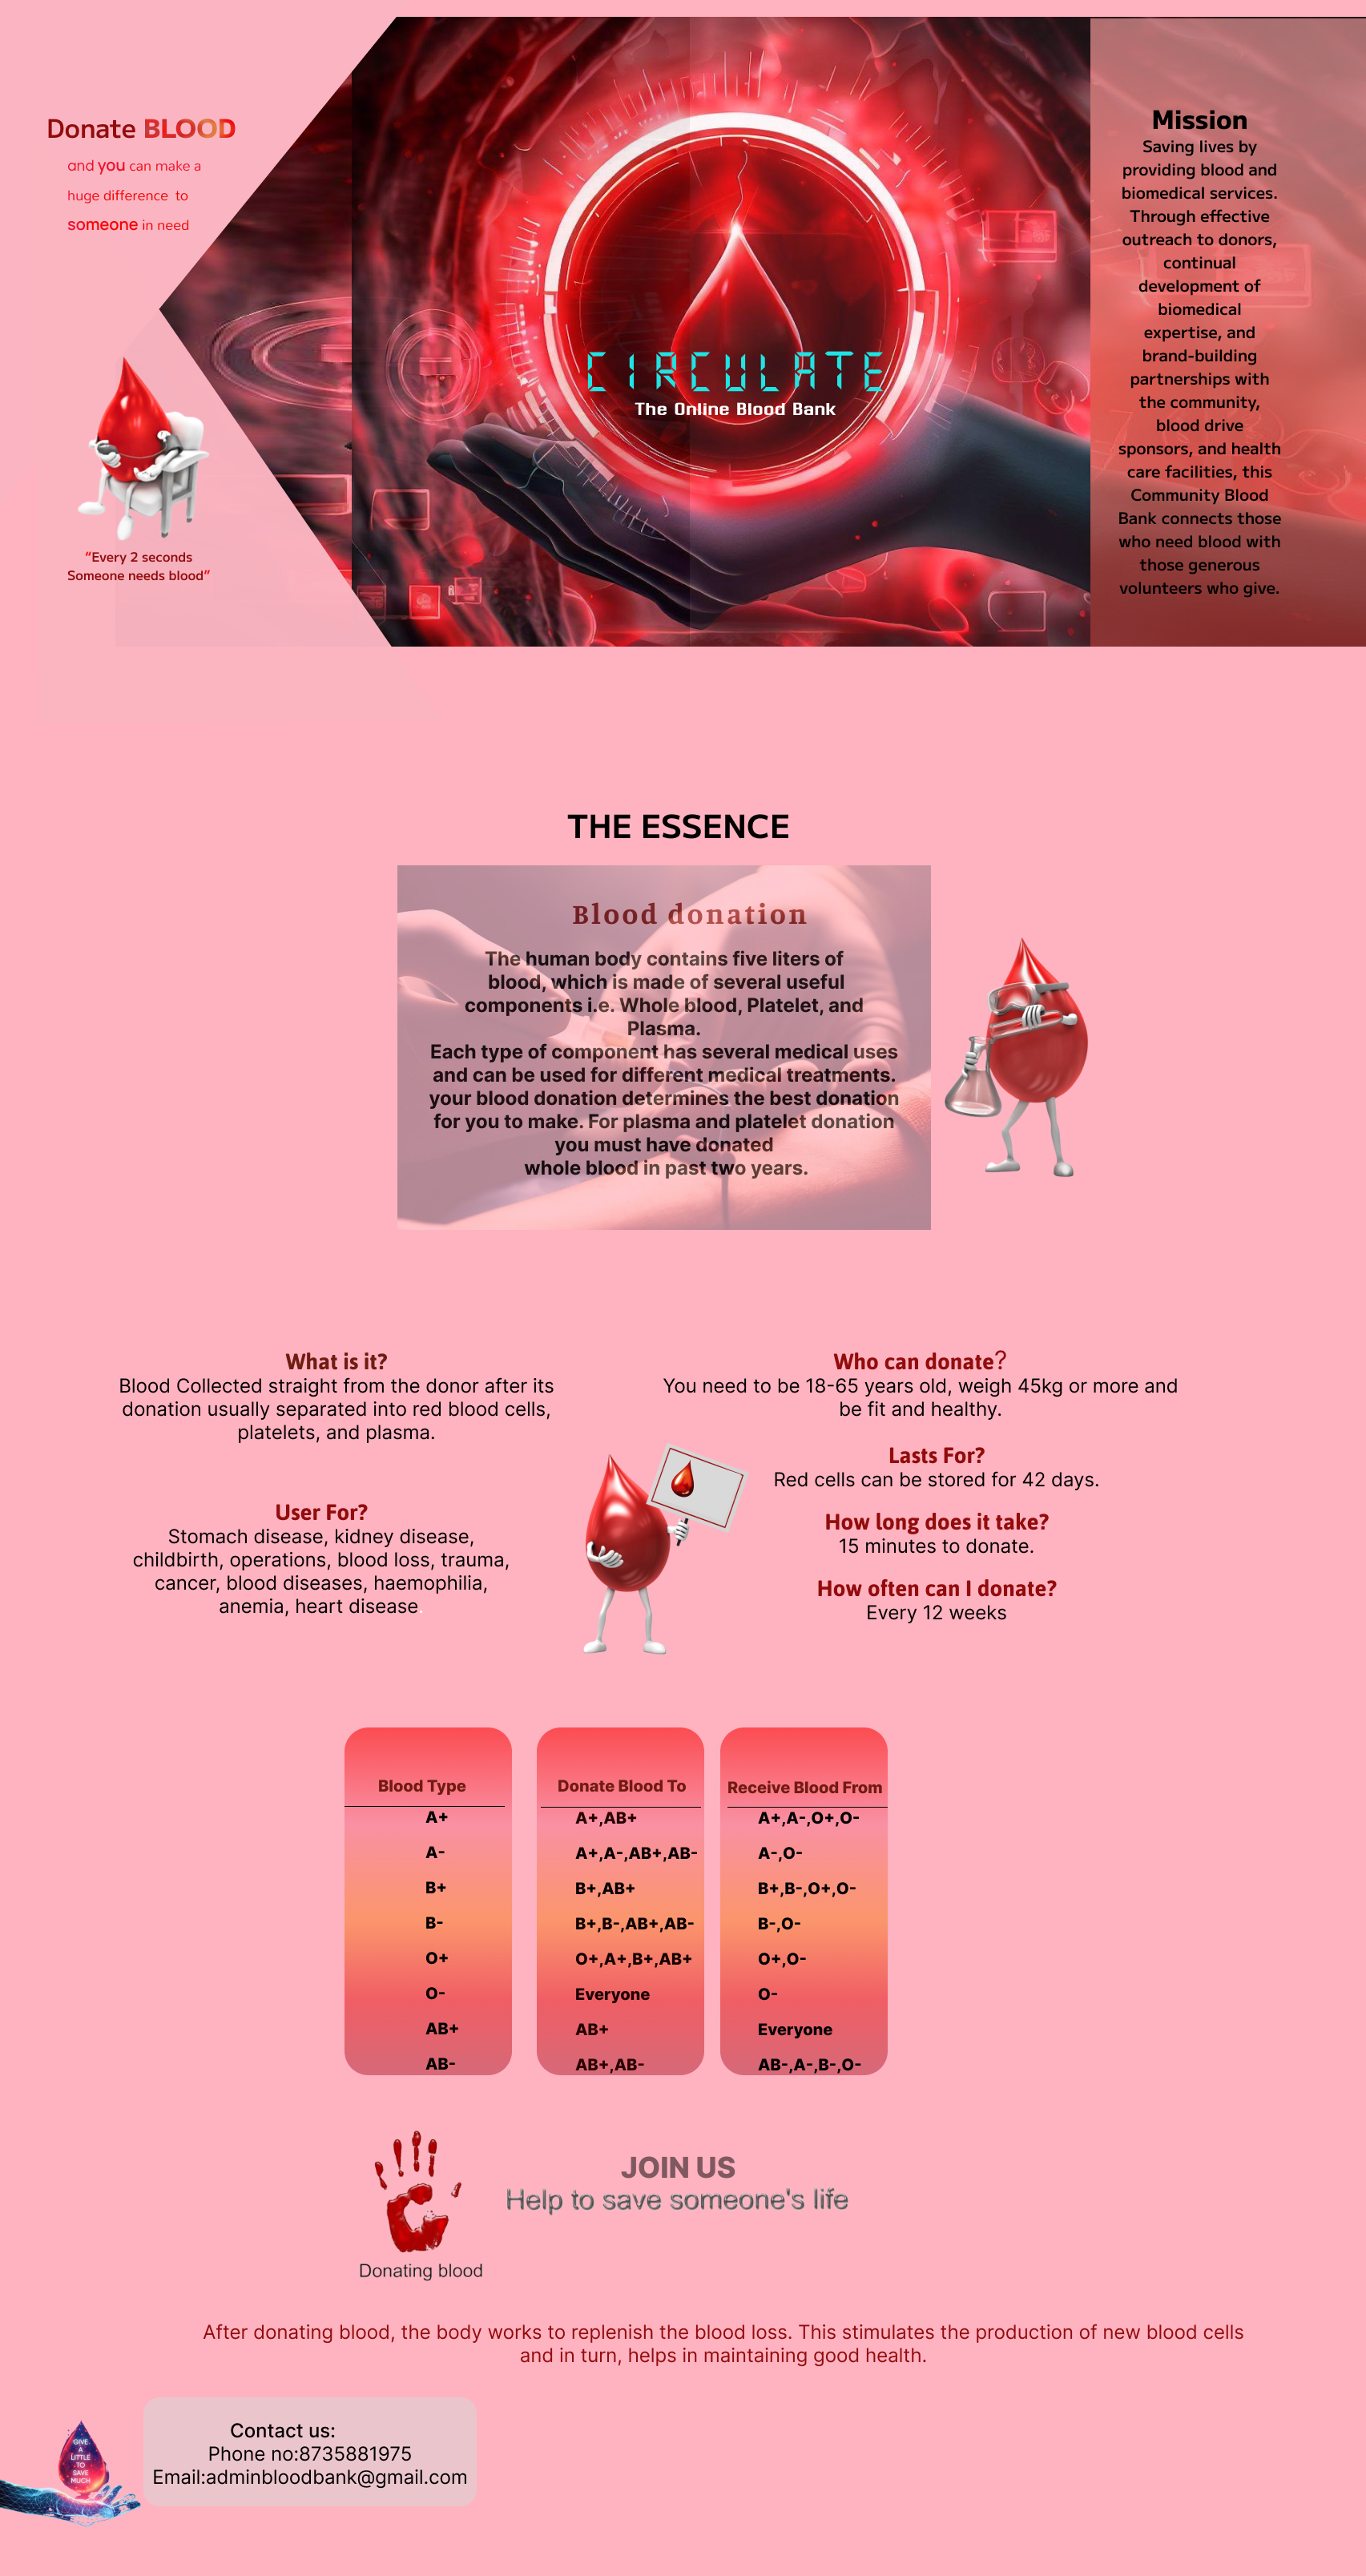 Donate BLOOD
and you can make a
huge difference to
someone in need
“Every 2 seconds
Someone needs blood”
CIRCULATE
The Online Blood Bank
Mission
Saving lives by
providing blood and
biomedical services.
Through effective
outreach to donors,
continual
development of
biomedical
expertise, and
brand-building
partnerships with
the community,
blood drive
sponsors, and health
care facilities, this
Community Blood
Bank connects those
who need blood with
those generous
volunteers who give.
THE ESSENCE
Blood donation
The human body contains five liters of
blood, which is made of several useful
components i.e. Whole blood, Platelet, and
Plasma.
Each type of component has several medical uses
and can be used for different medical treatments.
your blood donation determines the best donation
for you to make. For plasma and platelet donation
you must have donated
whole blood in past two years.
What is it?
Blood Collected straight from the donor after its
donation usually separated into red blood cells,
platelets, and plasma.
User For?
Stomach disease, kidney disease,
childbirth, operations, blood loss, trauma,
cancer, blood diseases, haemophilia,
anemia, heart disease.
Who can donate?
You need to be 18-65 years old, weigh 45kg or more and
be fit and healthy.
Lasts For?
Red cells can be stored for 42 days.
How long does it take?
15 minutes to donate.
How often can I donate?
Every 12 weeks
Blood Type Donate Blood To Receive Blood From
A+ A+,AB+ A+,A-,O+,O-
A- A+,A-,AB+,AB- A-,O-
B+ B+,AB+ B+,B-,O+,O-
B- B+,B-,AB+,AB- B-,O-
O+ O+,A+,B+,AB+ O+,O-
O- Everyone O-
AB+ AB+ Everyone
AB- AB+,AB- AB-,A-,B-,O-
JOIN US
Help to save someone's life
Donating blood
After donating blood, the body works to replenish the blood loss. This stimulates the production of new blood cells
and in turn, helps in maintaining good health.
GIVE
A
LITTLE
TO
SAVE
MUCH
Contact us:
Phone no:8735881975
Email:adminbloodbank@gmail.com